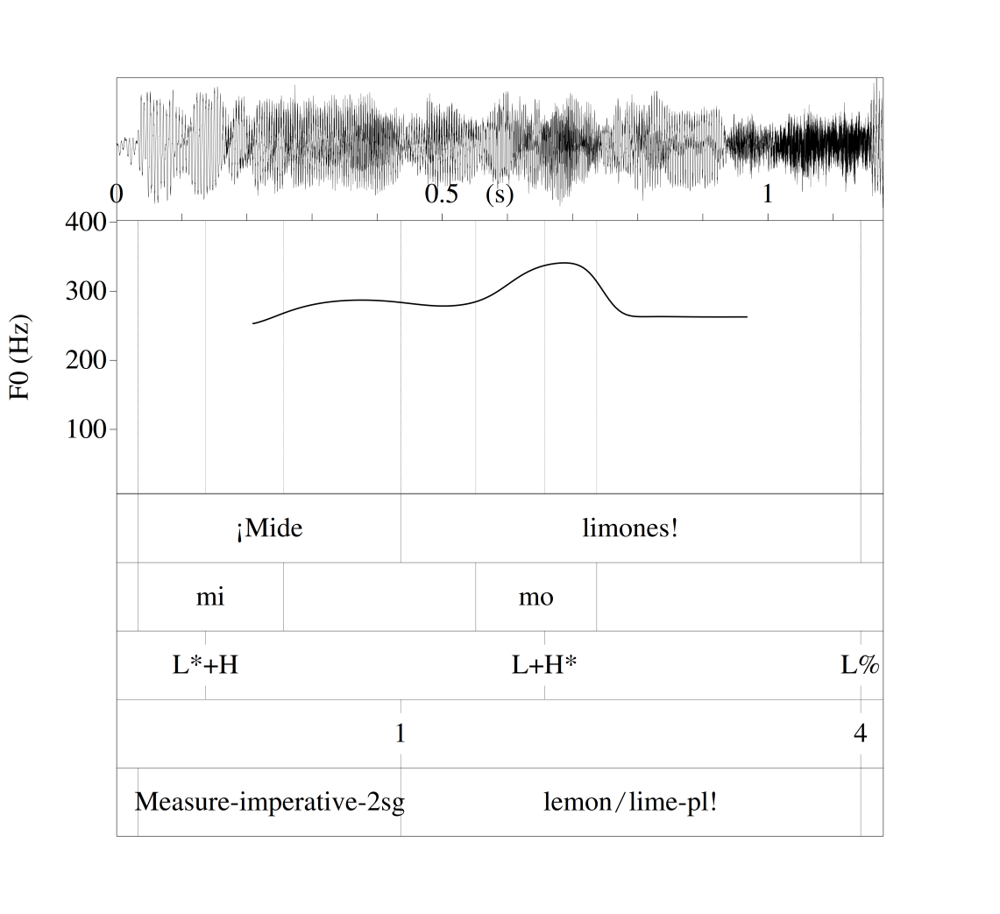 0 0.5 (s) 1
400
300
200
100
F0 (Hz)
¡Mide limones!
mi mo
L*+H L+H* L%
1 4
Measure-imperative-2sg lemon/lime-pl!